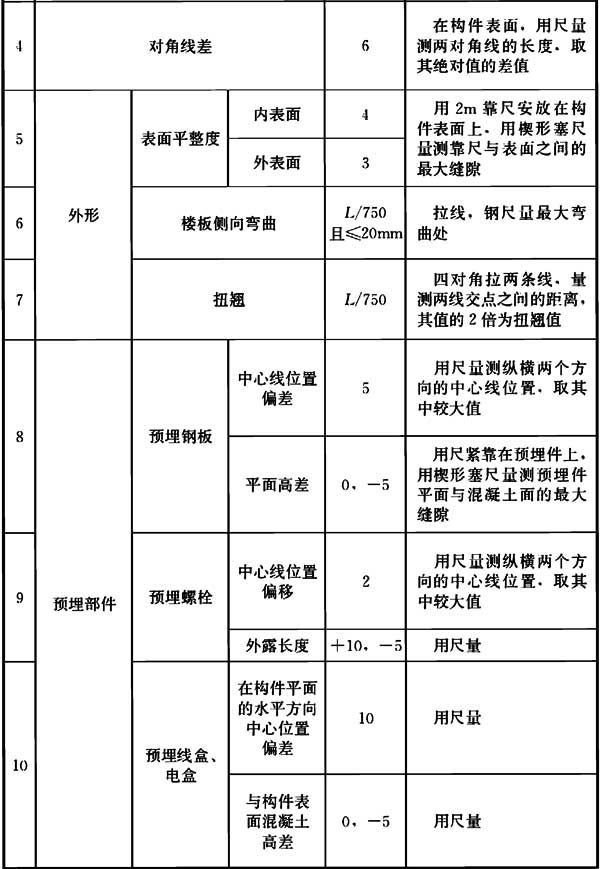 4
对角线差
6
在构件表面，用尺量
测两对角线的长度，取
其绝对值的差值
5
外形
表面平整度
内表面
4
外表面
3
用2m靠尺安放在构
件表面上，用楔形塞尺
量测靠尺与表面之间的
最大缝隙
6
楼板侧向弯曲
L/750
且≤20mm
拉线，钢尺量最大弯
曲处
7
扭翘
L/750
四对角拉两条线，量
测两线交点之间的距离，
其值的2倍为扭翘值
8
预埋部件
预埋钢板
中心线位置
偏差
5
用尺量测纵横两个方
向的中心线位置，取其
中较大值
平面高差
0，－5
用尺紧靠在预埋件上，
用楔形塞尺量测预埋件
平面与混凝土面的最大
缝隙
9
预埋螺栓
中心线位置
偏移
2
用尺量测纵横两个方
向的中心线位置，取其
中较大值
外露长度
＋10，－5
用尺量
10
预埋线盒、
电盒
在构件平面
的水平方向
中心位置
偏差
10
用尺量
与构件表
面混凝土
高差
0，－5
用尺量